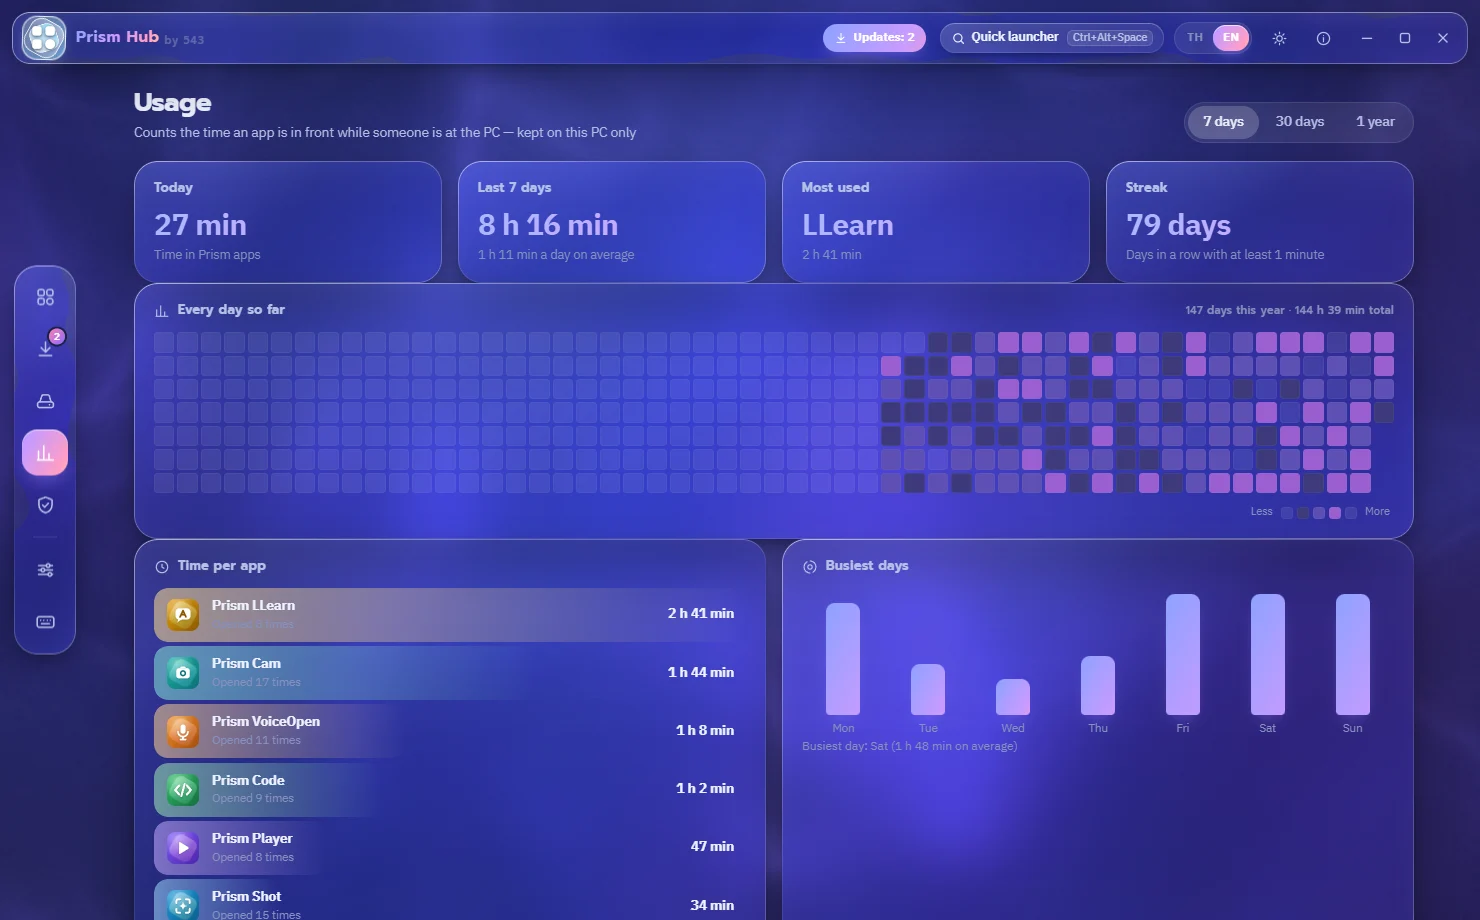 Prism Hub by 543
Updates: 2
Quick launcher Ctrl+Alt+Space
TH EN
Usage
Counts the time an app is in front while someone is at the PC — kept on this PC only
7 days 30 days 1 year
Today
27 min
Time in Prism apps
Last 7 days
8 h 16 min
1 h 11 min a day on average
Most used
LLearn
2 h 41 min
Streak
79 days
Days in a row with at least 1 minute
2
Every day so far
147 days this year · 144 h 39 min total
Less More
Time per app
Prism LLearn
2 h 41 min
Prism Cam
Opened 17 times
1 h 44 min
Prism VoiceOpen
Opened 11 times
1 h 8 min
Prism Code
Opened 9 times
1 h 2 min
Prism Player
Opened 8 times
47 min
Prism Shot
Opened 15 times
34 min
Busiest days
Mon Tue Wed Thu Fri Sat Sun
Busiest day: Sat (1 h 48 min on average)